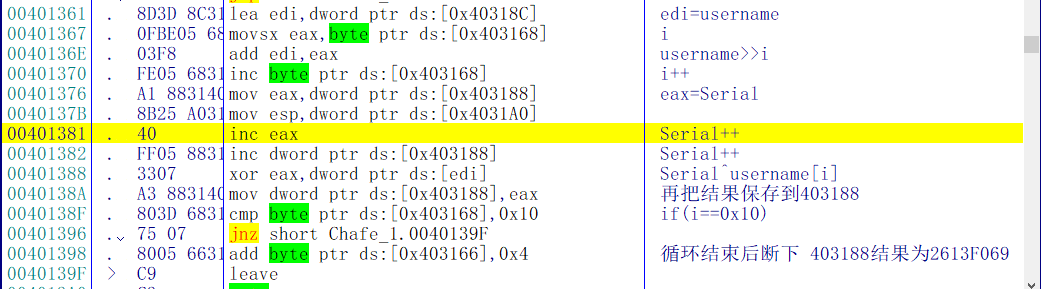 00401361 . 8D3D 8C31 lea edi,dword ptr ds:[0x40318C] edi=username
00401367 . 0FBE05 68 movsx eax,byte ptr ds:[0x403168] i
0040136E . 03F8 add edi,eax username>>i
00401370 . FE05 6831 inc byte ptr ds:[0x403168] i++
00401376 . A1 883140 mov eax,dword ptr ds:[0x403188] eax=Serial
0040137B . 8B25 A031 mov esp,dword ptr ds:[0x4031A0]
00401381 . 40 inc eax Serial++
00401382 . FF05 8831 inc dword ptr ds:[0x403188] Serial++
00401388 . 3307 xor eax,dword ptr ds:[edi] Serial^username[i]
0040138A . A3 883140 mov dword ptr ds:[0x403188],eax 再把结果保存到403188
0040138F . 803D 6831 cmp byte ptr ds:[0x403168],0x10 if(i==0x10)
00401396 . 75 07 jnz short Chafe_1.0040139F
00401398 . 8005 6631 add byte ptr ds:[0x403166],0x4 循环结束后断下 403188结果为2613F069
0040139F > C9 leave